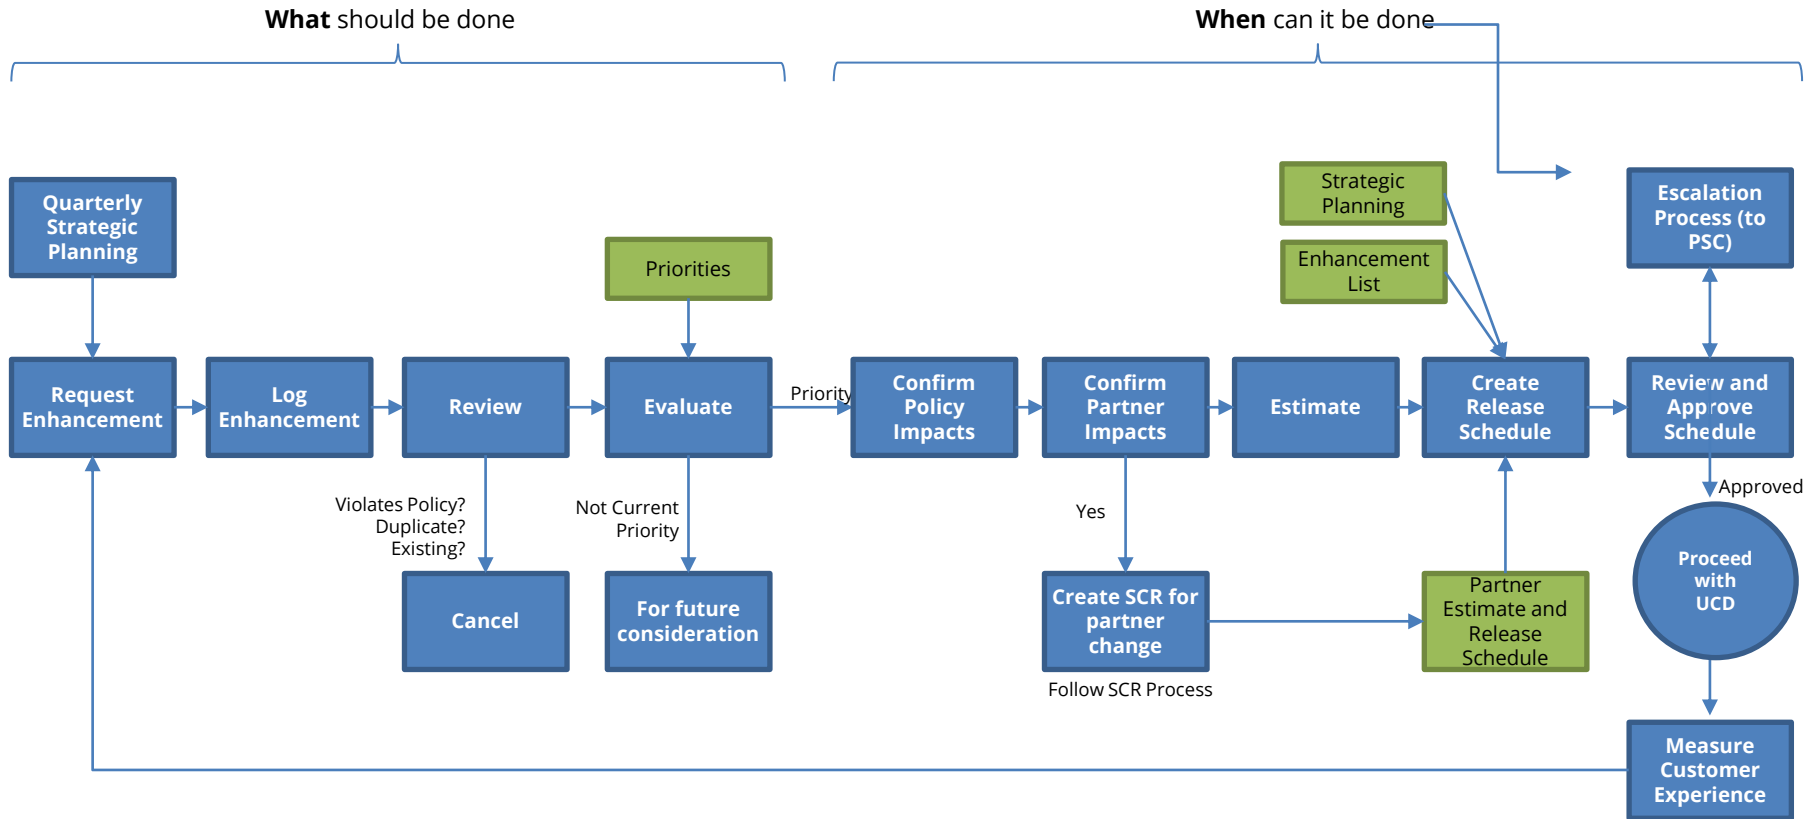 What should be done
When can it be done
Quarterly
Strategic
Planning
Priorities
Strategic
Planning
Enhancement
List
Escalation
Process (to
PSC)
Request
Enhancement
Log
Enhancement
Review
Evaluate
Priority
Confirm
Policy
Impacts
Confirm
Partner
Impacts
Estimate
Create
Release
Schedule
Review and
Approve
Schedule
Violates Policy?
Duplicate?
Existing?
Not Current
Priority
Yes
Approved
Cancel
For future
consideration
Create SCR for
partner
change
Follow SCR Process
Partner
Estimate and
Release
Schedule
Proceed
with
UCD
Measure
Customer
Experience